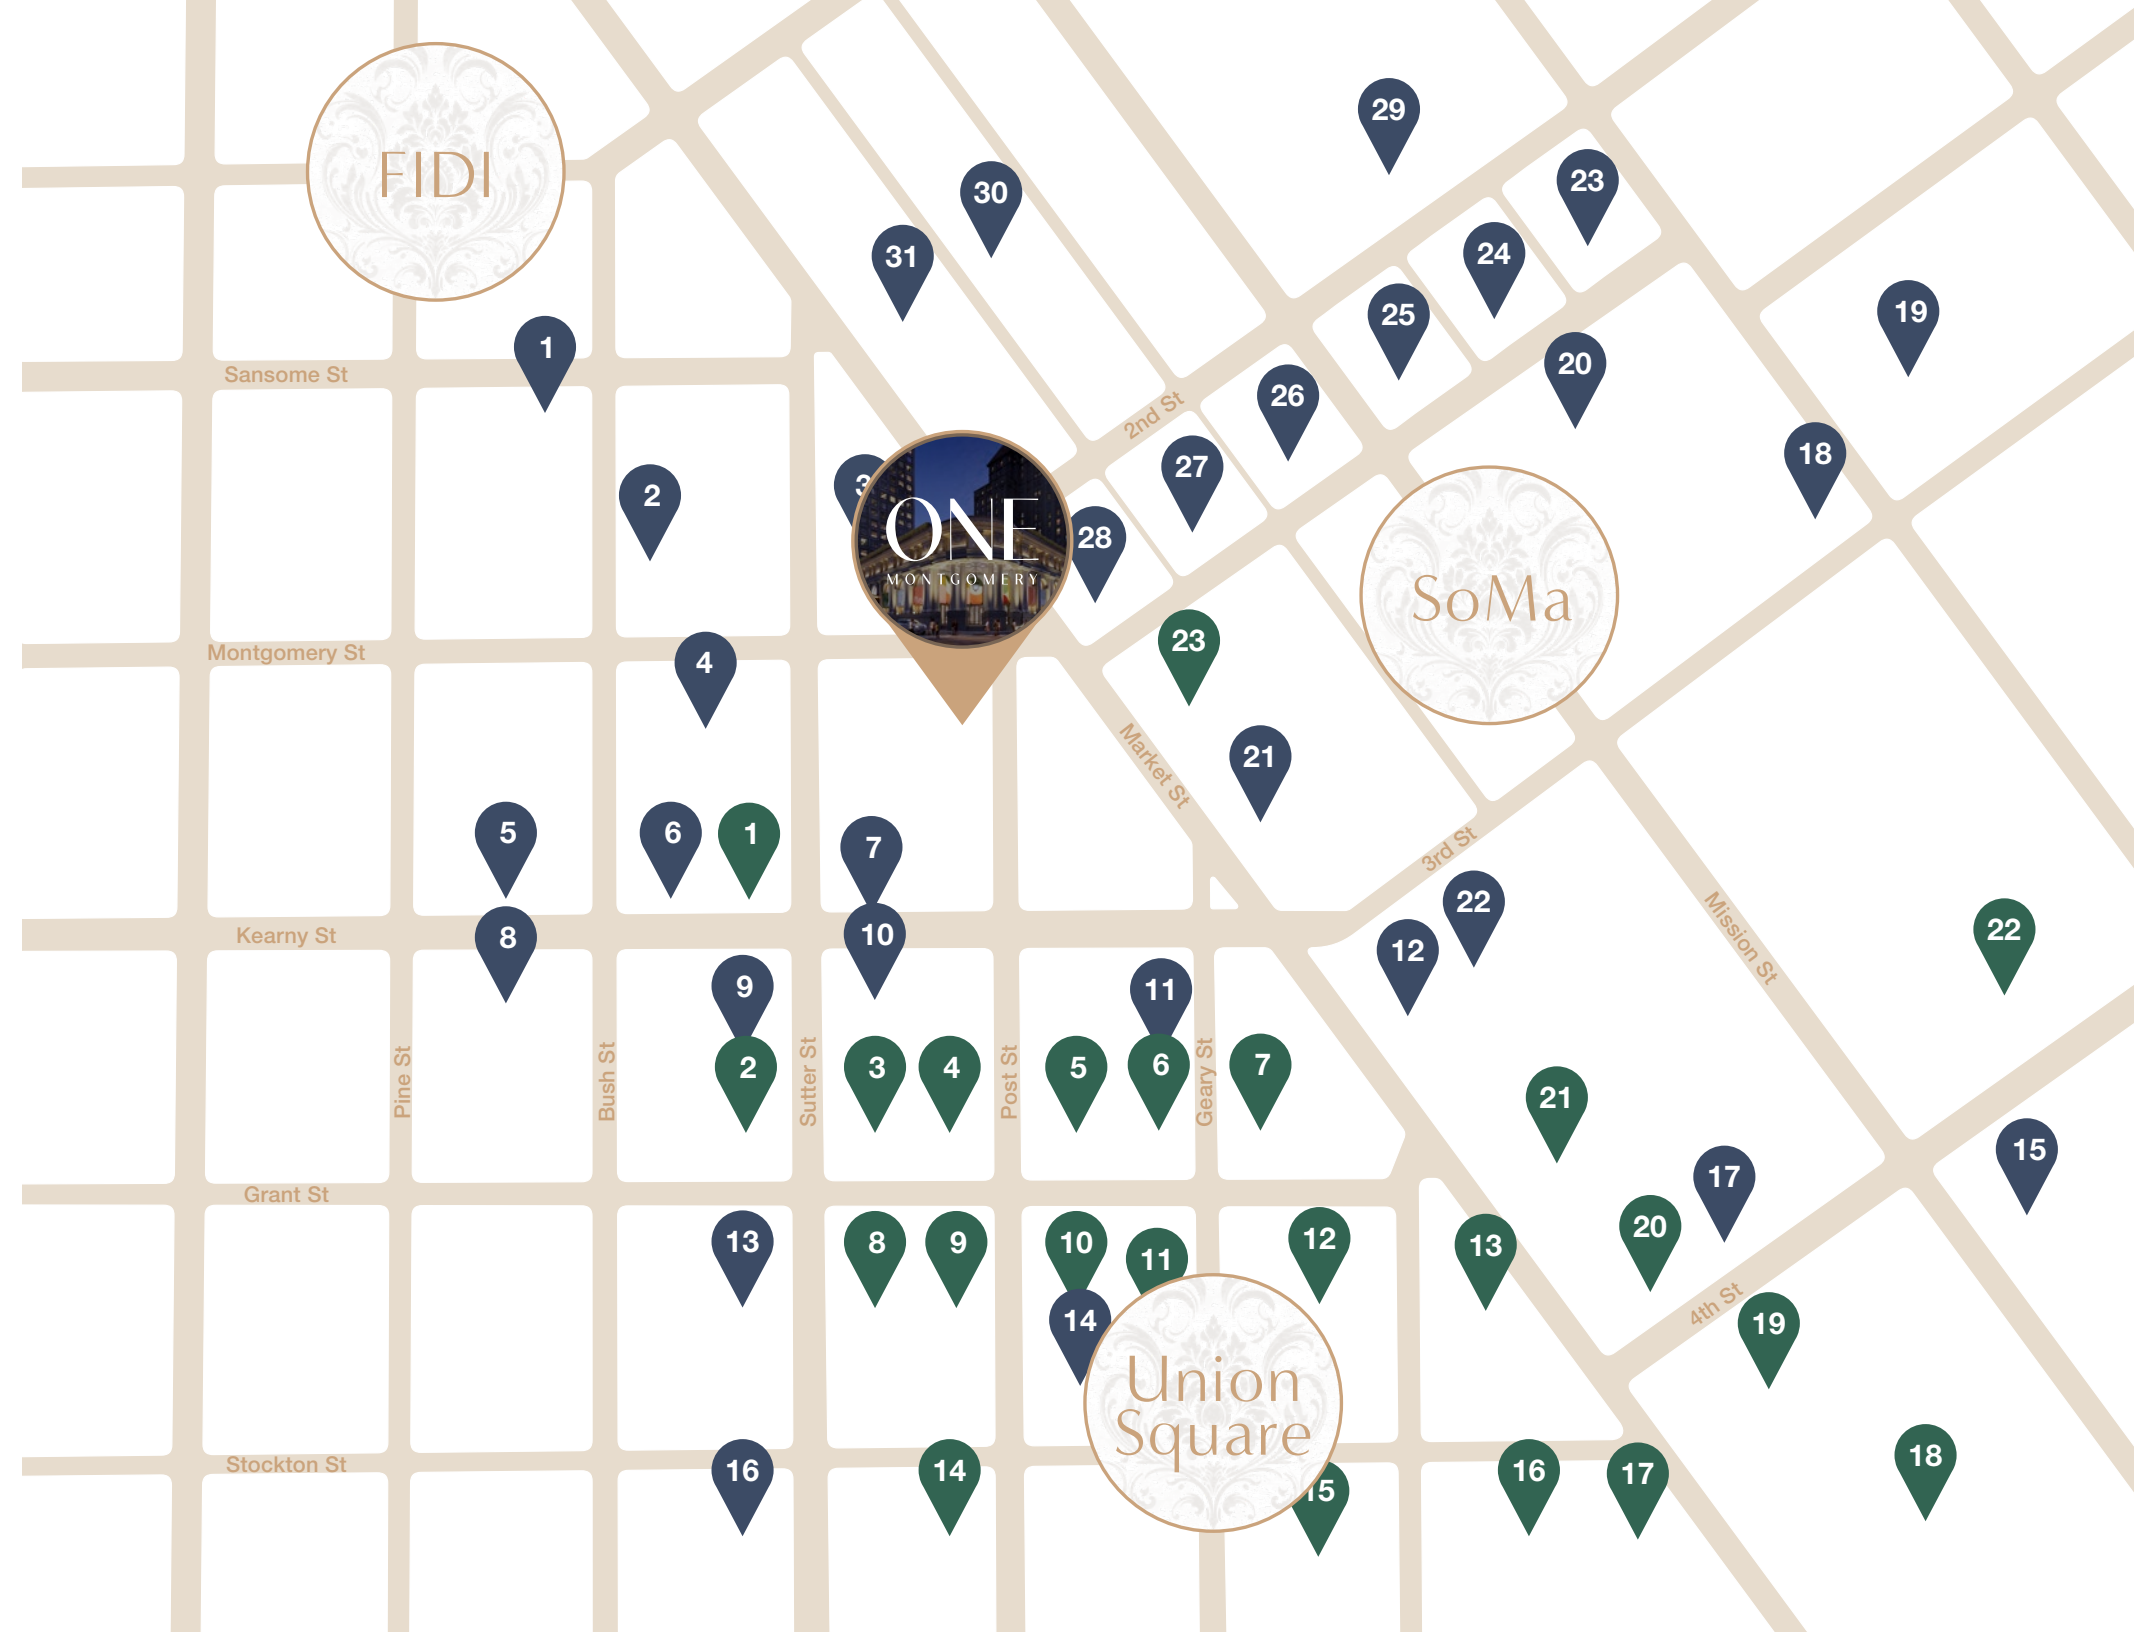 29
FIDI
23
30
24
31
19
25
1
20
Sansome St
26
2nd St
18
27
2
3
ONE
MONTGOMERY
28
SoMa
23
Montgomery St
4
21
Market St
5
6
1
7
3rd St
22
Kearny St
8
10
12
22
Mission St
9
11
2
3
4
5
6
7
Pine St
Bush St
Sutter St
Post St
Geary St
21
15
17
Grant St
20
13
8
9
10
11
12
13
4th St
14
19
Union
Square
Stockton St
16
14
15
16
17
18